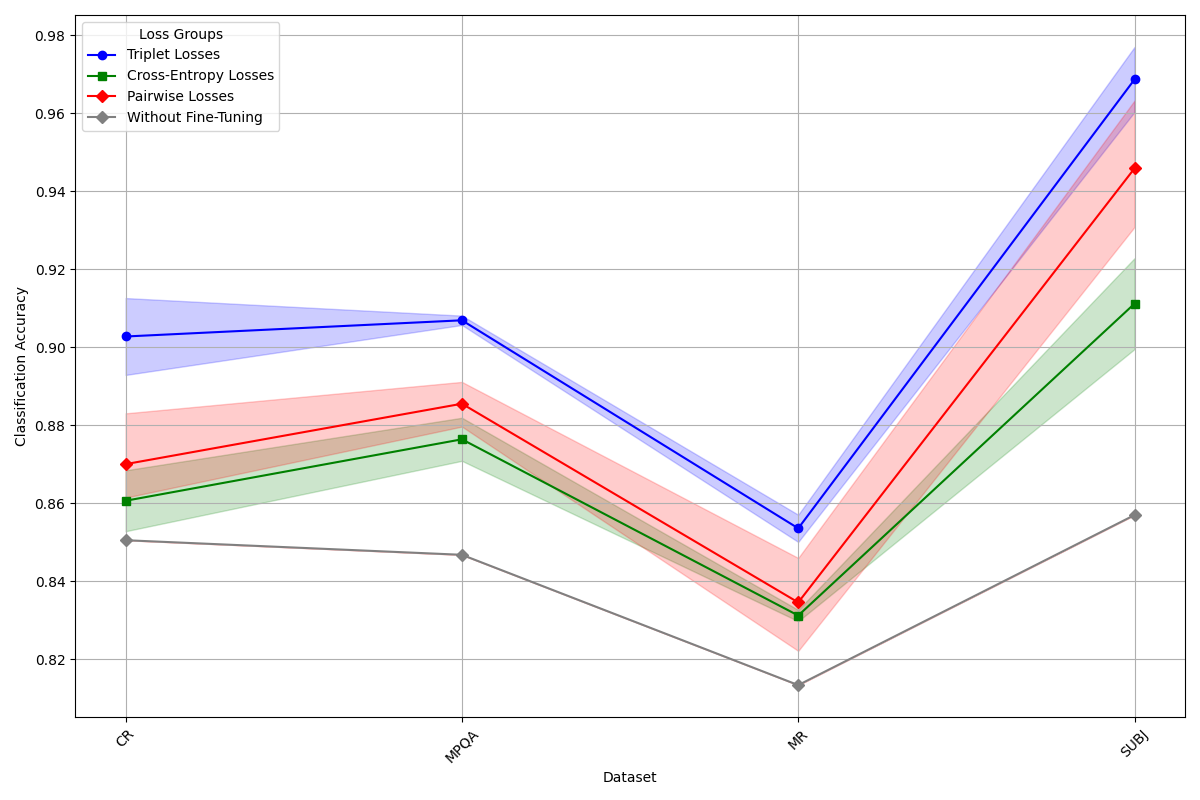 Loss Groups
Triplet Losses
Cross-Entropy Losses
Pairwise Losses
Without Fine-Tuning
Classification Accuracy
0.98
0.96
0.94
0.92
0.90
0.88
0.86
0.84
0.82
CR
MPQA
MR
SUBJ
Dataset